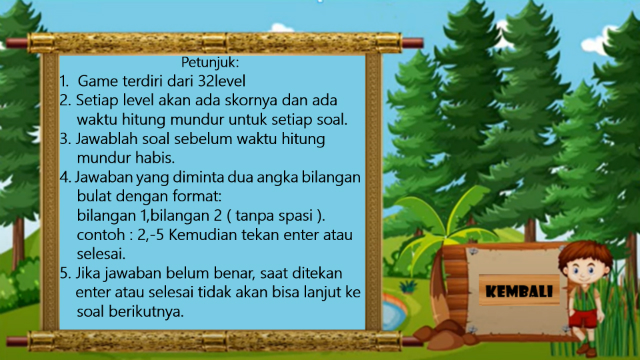 Petunjuk:
1. Game terdiri dari 32level
2. Setiap level akan ada skornya dan ada
waktu hitung mundur untuk setiap soal.
3. Jawablah soal sebelum waktu hitung
mundur habis.
4. Jawaban yang diminta dua angka bilangan
bulat dengan format:
bilangan 1,bilangan 2 ( tanpa spasi ).
contoh : 2,-5 Kemudian tekan enter atau
selesai.
5. Jika jawaban belum benar, saat ditekan
enter atau selesai tidak akan bisa lanjut ke
soal berikutnya.
KEMBALI